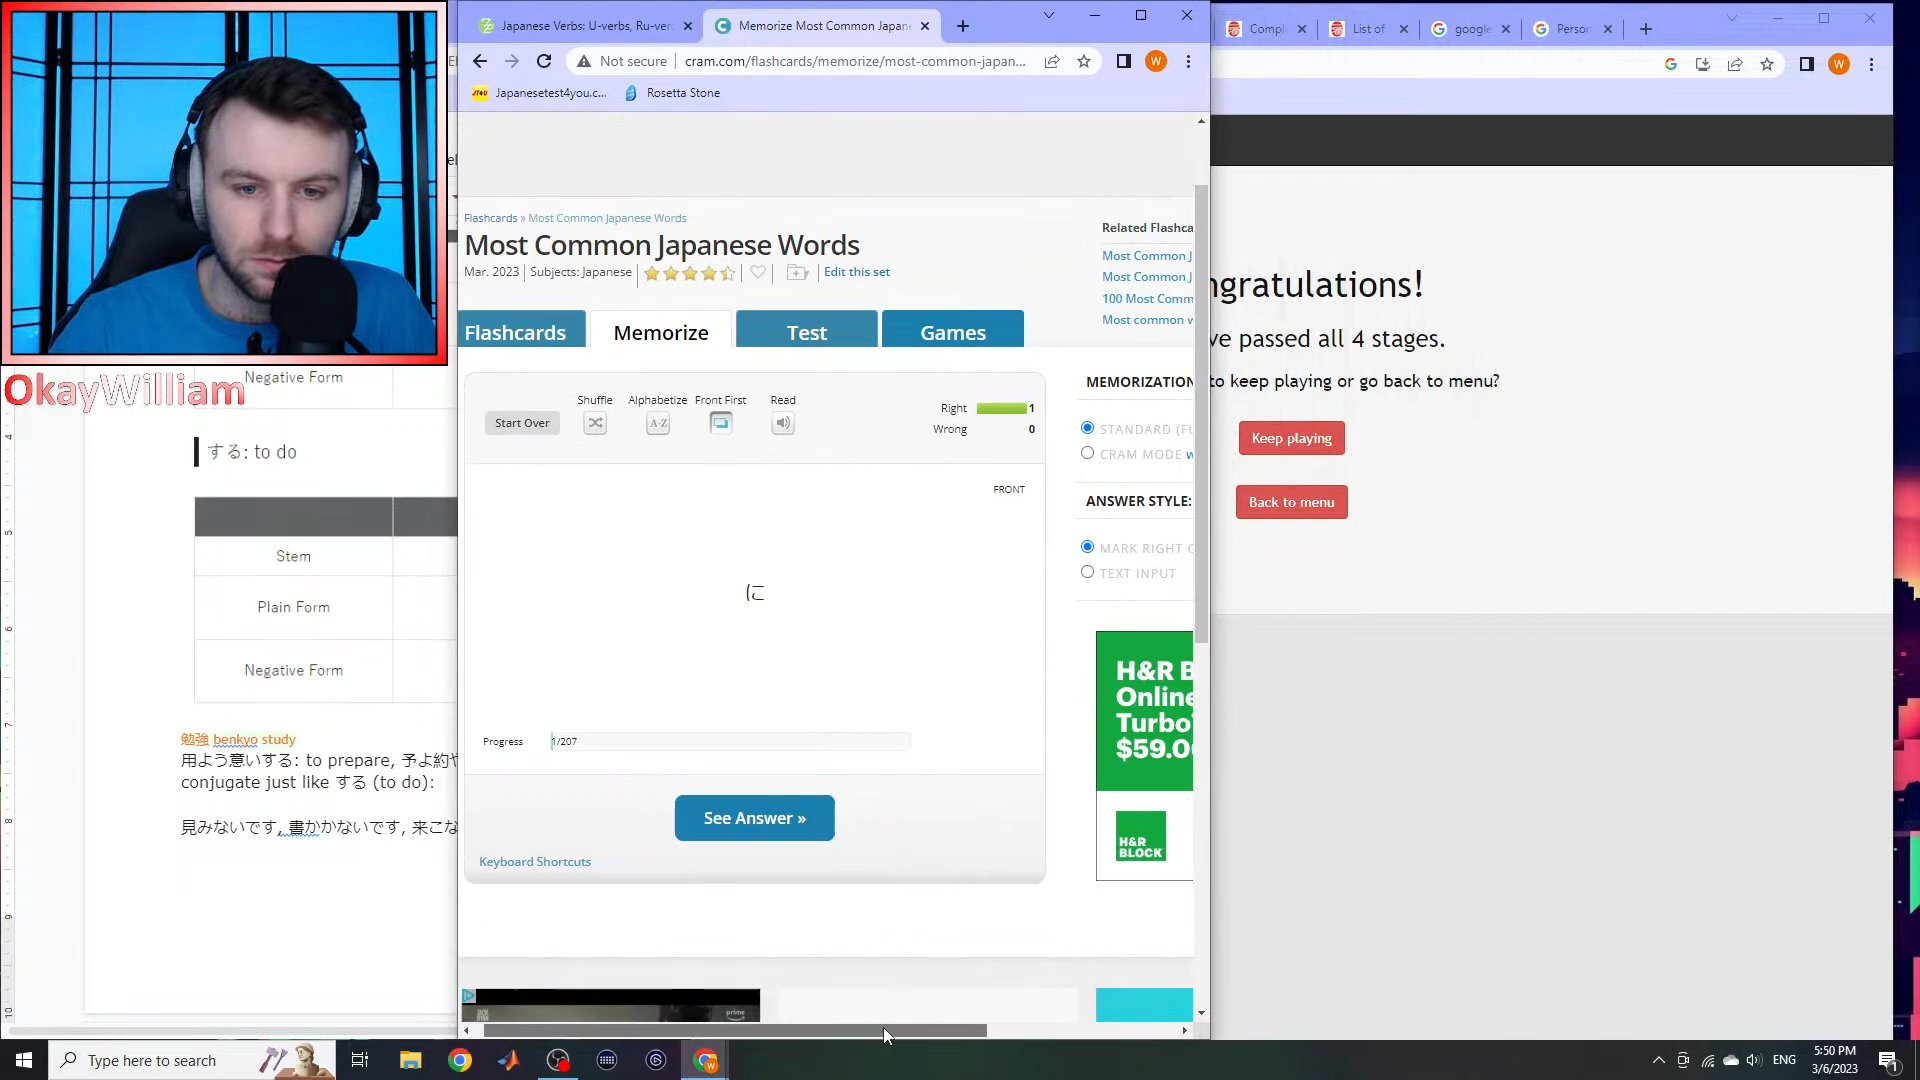 Japanese Verbs: U-verbs, Ru-ver
Memorize Most Common Japane
Compl
List of
google
Person
Not secure
cram.com/flashcards/memorize/most-common-japan...
Japanesetest4you.c...
Rosetta Stone
OkayWilliam
Negative Form
する: to do
Stem
Plain Form
Negative Form
勉強 benkyo study
用よう意いする: to prepare, 予よ約や
conjugate just like する (to do):
見みないです, 書かかないです, 来こな
Flashcards » Most Common Japanese Words
Most Common Japanese Words
Mar. 2023
Subjects: Japanese
Edit this set
Flashcards
Memorize
Test
Games
Start Over
Shuffle
Alphabetize
A-Z
Front First
Read
Right 1
Wrong 0
FRONT
に
Progress
1/207
See Answer »
Keyboard Shortcuts
Related Flashca
Most Common J
Most Common J
100 Most Comm
Most common w
MEMORIZATION
STANDARD (FU
CRAM MODE w
ANSWER STYLE:
MARK RIGHT O
TEXT INPUT
H&R B
Online
Turbo
$59.0
H&R
BLOCK
prime
ngratulations!
ve passed all 4 stages.
to keep playing or go back to menu?
Keep playing
Back to menu
Type here to search
ENG
5:50 PM
3/6/2023